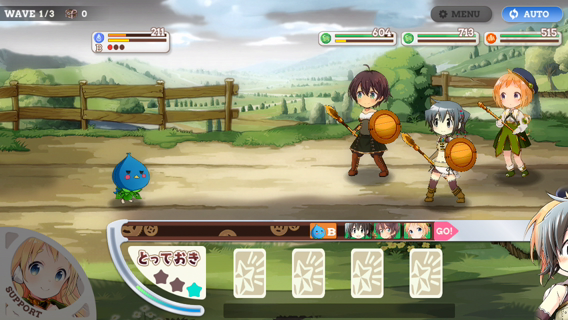 WAVE 1/3 0
MENU
AUTO
211
B
604
713
515
B
GO!
とっておき
SUPPORT